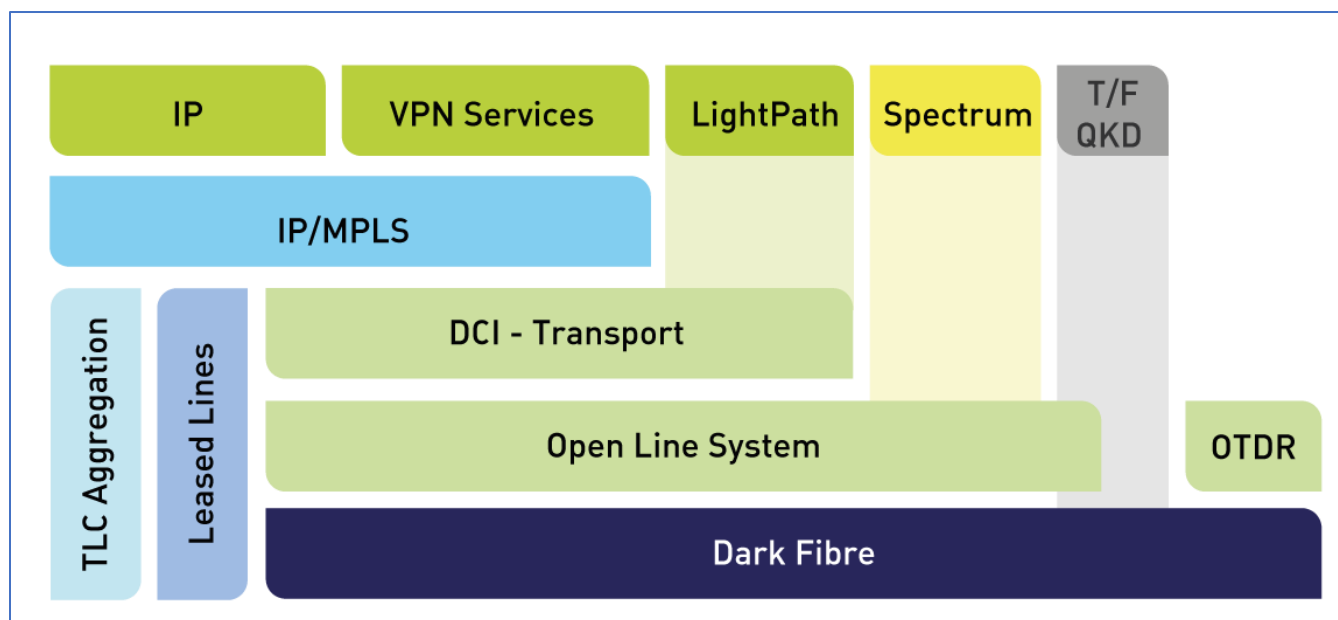 IP
VPN Services
LightPath
Spectrum
T/F
QKD
IP/MPLS
TLC Aggregation
Leased Lines
DCI - Transport
Open Line System
OTDR
Dark Fibre